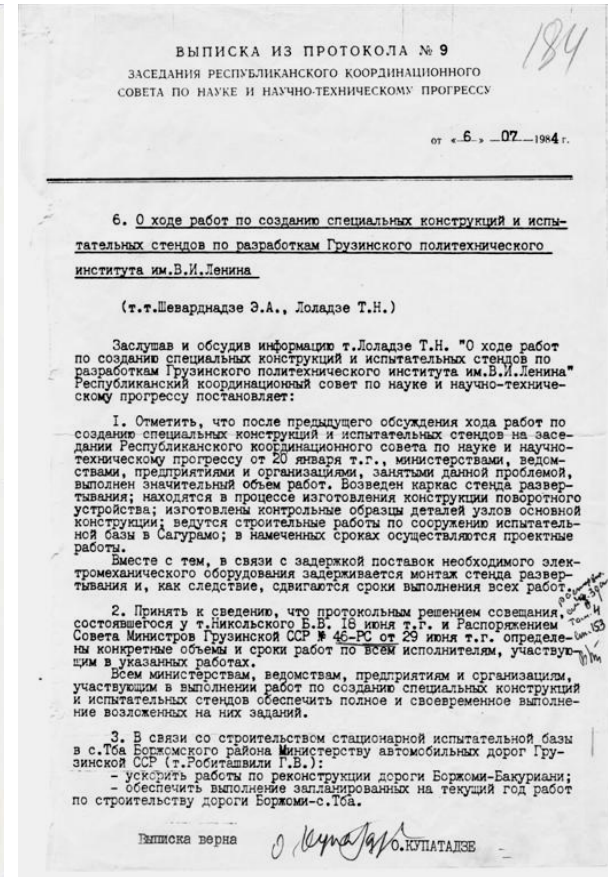 184
ВЫПИСКА ИЗ ПРОТОКОЛА № 9
ЗАСЕДАНИЯ РЕСПУБЛИКАНСКОГО КООРДИНАЦИОННОГО
СОВЕТА ПО НАУКЕ И НАУЧНО-ТЕХНИЧЕСКОМУ ПРОГРЕССУ
от «6» 07 1984 г.
6. О ходе работ по созданию специальных конструкций и испы-
тательных стендов по разработкам Грузинского политехнического
института им.В.И.Ленина
(т.т.Шеварднадзе Э.А., Лоладзе Т.Н.)
Заслушав и обсудив информацию т.Лоладзе Т.Н. "О ходе работ
по созданию специальных конструкций и испытательных стендов по
разработкам Грузинского политехнического института им.В.И.Ленина"
Республиканский координационный совет по науке и научно-техниче-
скому прогрессу постановляет:
I. Отметить, что после предыдущего обсуждения хода работ по
созданию специальных конструкций и испытательных стендов на засе-
дании Республиканского координационного совета по науке и научно-
техническому прогрессу от 20 января т.г., министерствами, ведом-
ствами, предприятиями и организациями, занятыми данной проблемой,
выполнен значительный объем работ. Возведен каркас стенда развер-
тывания; находятся в процессе изготовления конструкции поворотного
устройства; изготовлены контрольные образцы деталей узлов основной
конструкции; ведутся строительные работы по сооружению испытатель-
ной базы в Сагурамо; в намеченных сроках осуществляются проектные
работы.
Вместе с тем, в связи с задержкой поставок необходимого элек-
тромеханического оборудования задерживается монтаж стенда развер-
тывания и, как следствие, сдвигаются сроки выполнения всех работ.
2. Принять к сведению, что протокольным решением совещания,
состоявшегося у т.Никольского Б.В. I8 июня т.г. и Распоряжением
Совета Министров Грузинской ССР № 46-РС от 29 июня т.г. определе-
ны конкретные объемы и сроки работ по всем исполнителям, участвую-
щим в указанных работах.
Всем министерствам, ведомствам, предприятиям и организациям,
участвующим в выполнении работ по созданию специальных конструкций
и испытательных стендов обеспечить полное и своевременное выполне-
ние возложенных на них заданий.
3. В связи со строительством стационарной испытательной базы
в с.Тба Боржомского района Министерству автомобильных дорог Гру-
зинской ССР (т.Робиташвили Г.В.):
- ускорить работы по реконструкции дороги Боржоми-Бакуриани;
- обеспечить выполнение запланированных на текущий год работ
по строительству дороги Боржоми-с.Тба.
Выписка верна О.КУПАТАДЗЕ